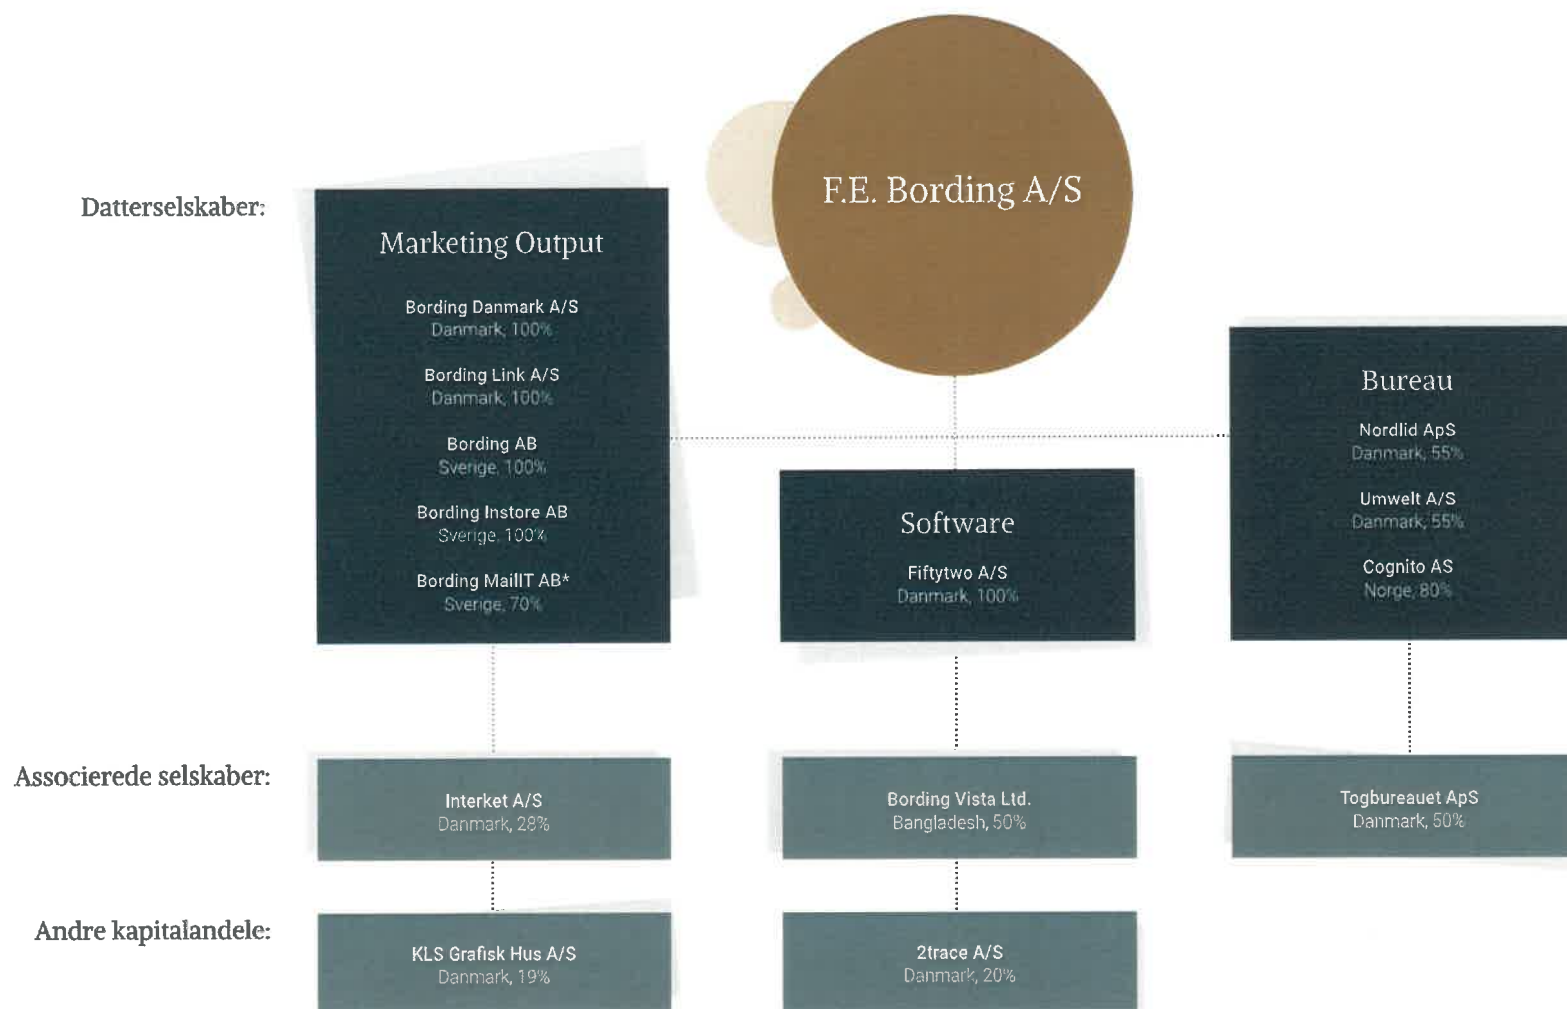 F.E. Bording A/S
Datterselskaber:
Marketing Output
Bording Danmark A/S
Danmark, 100%
Bording Link A/S
Danmark, 100%
Bording AB
Sverige, 100%
Bording Instore AB
Sverige, 100%
Bording MailIT AB*
Sverige, 70%
Software
Fiftytwo A/S
Danmark, 100%
Bureau
Nordlid ApS
Danmark, 55%
Umwelt A/S
Danmark, 55%
Cognito AS
Norge, 80%
Associerede selskaber:
Interket A/S
Danmark, 28%
Bording Vista Ltd.
Bangladesh, 50%
Togbureauet ApS
Danmark, 50%
Andre kapitalandele:
KLS Grafisk Hus A/S
Danmark, 19%
2trace A/S
Danmark, 20%